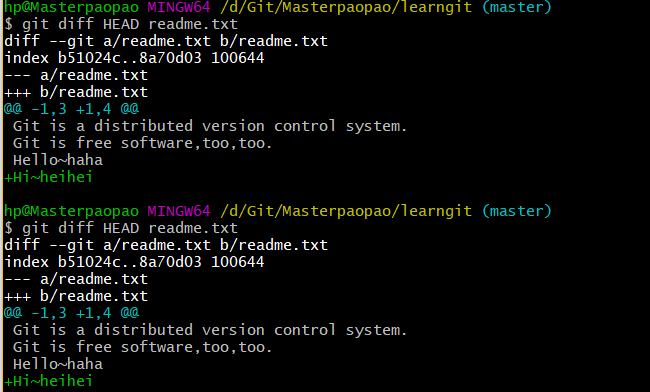 hp@Masterpaopao MINGW64 /d/Git/Masterpaopao/learngit (master)
$ git diff HEAD readme.txt
diff --git a/readme.txt b/readme.txt
index b51024c..8a70d03 100644
--- a/readme.txt
+++ b/readme.txt
@@ -1,3 +1,4 @@
 Git is a distributed version control system.
 Git is free software,too,too.
 Hello~haha
+Hi~heihei
hp@Masterpaopao MINGW64 /d/Git/Masterpaopao/learngit (master)
$ git diff HEAD readme.txt
diff --git a/readme.txt b/readme.txt
index b51024c..8a70d03 100644
--- a/readme.txt
+++ b/readme.txt
@@ -1,3 +1,4 @@
 Git is a distributed version control system.
 Git is free software,too,too.
 Hello~haha
+Hi~heihei